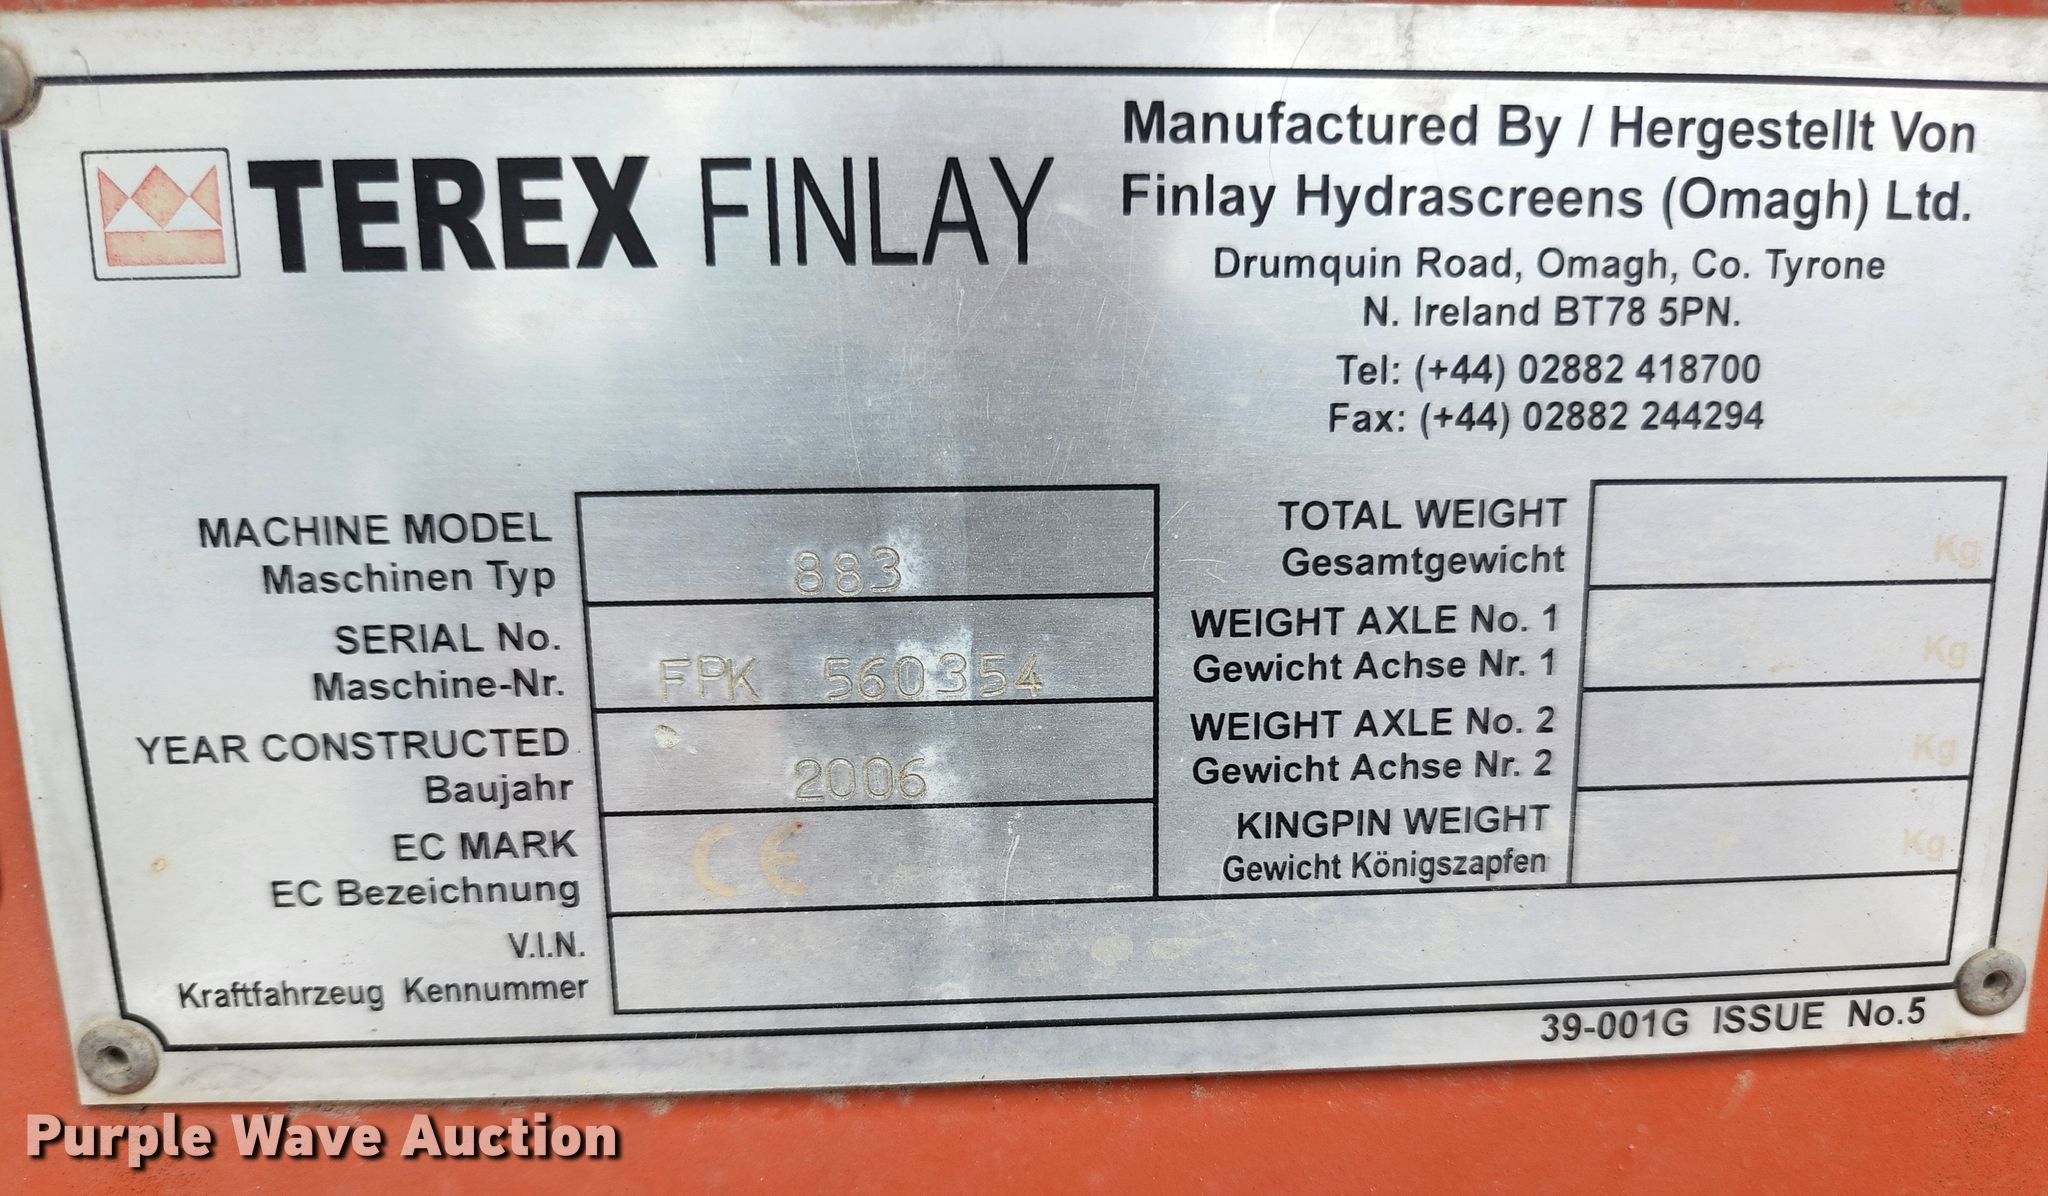 TEREX FINLAY
Manufactured By / Hergestellt Von
Finlay Hydrascreens (Omagh) Ltd.
Drumquin Road, Omagh, Co. Tyrone
N. Ireland BT78 5PN.
Tel: (+44) 02882 418700
Fax: (+44) 02882 244294
MACHINE MODEL
Maschinen Typ
883
SERIAL No.
Maschine-Nr.
FPK 560354
YEAR CONSTRUCTED
Baujahr
2006
EC MARK
EC Bezeichnung
CE
V.I.N.
Kraftfahrzeug Kennummer
TOTAL WEIGHT
Gesamtgewicht
Kg
WEIGHT AXLE No. 1
Gewicht Achse Nr. 1
Kg
WEIGHT AXLE No. 2
Gewicht Achse Nr. 2
Kg
KINGPIN WEIGHT
Gewicht Königszapfen
Kg
39-001G ISSUE No.5
Purple Wave Auction